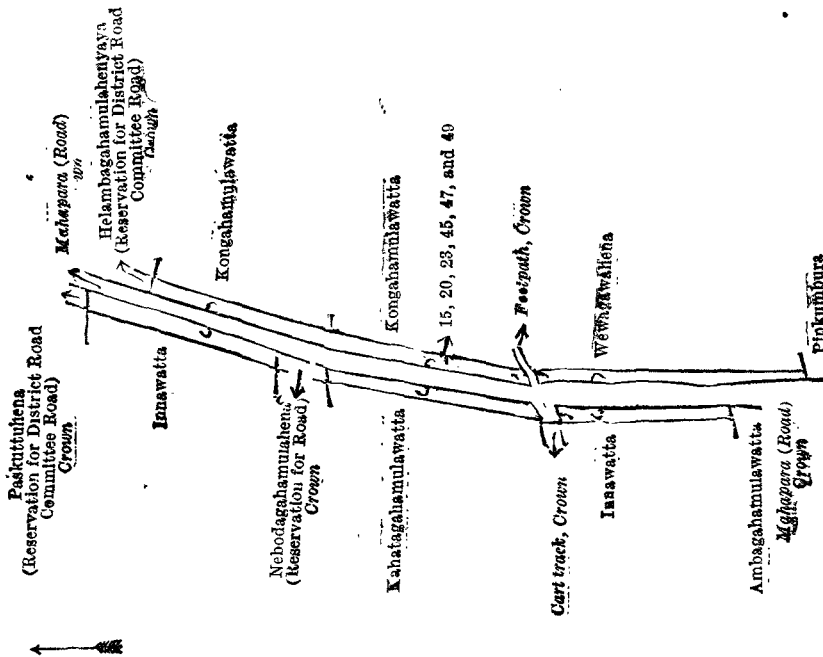 Paskuttuhena
(Reservation for District Road
Committee Road)
Crown
Mahapara (Road)
Helambagahamulahenyaya
(Reservation for District Road
Committee Road)
Innawatta
Kongahamulawatta
Nebodagahamulahena
(Reservation for Road)
Crown
Kahatagahamulawatta
Kongahamulawatta
15, 20, 23, 45, 47, and 49
Cart track, Crown
Footpath, Crown
Innawatta
Wewagawahena
Ambagahamulawatta
Mahapara (Road)
Crown
Pinkumbura